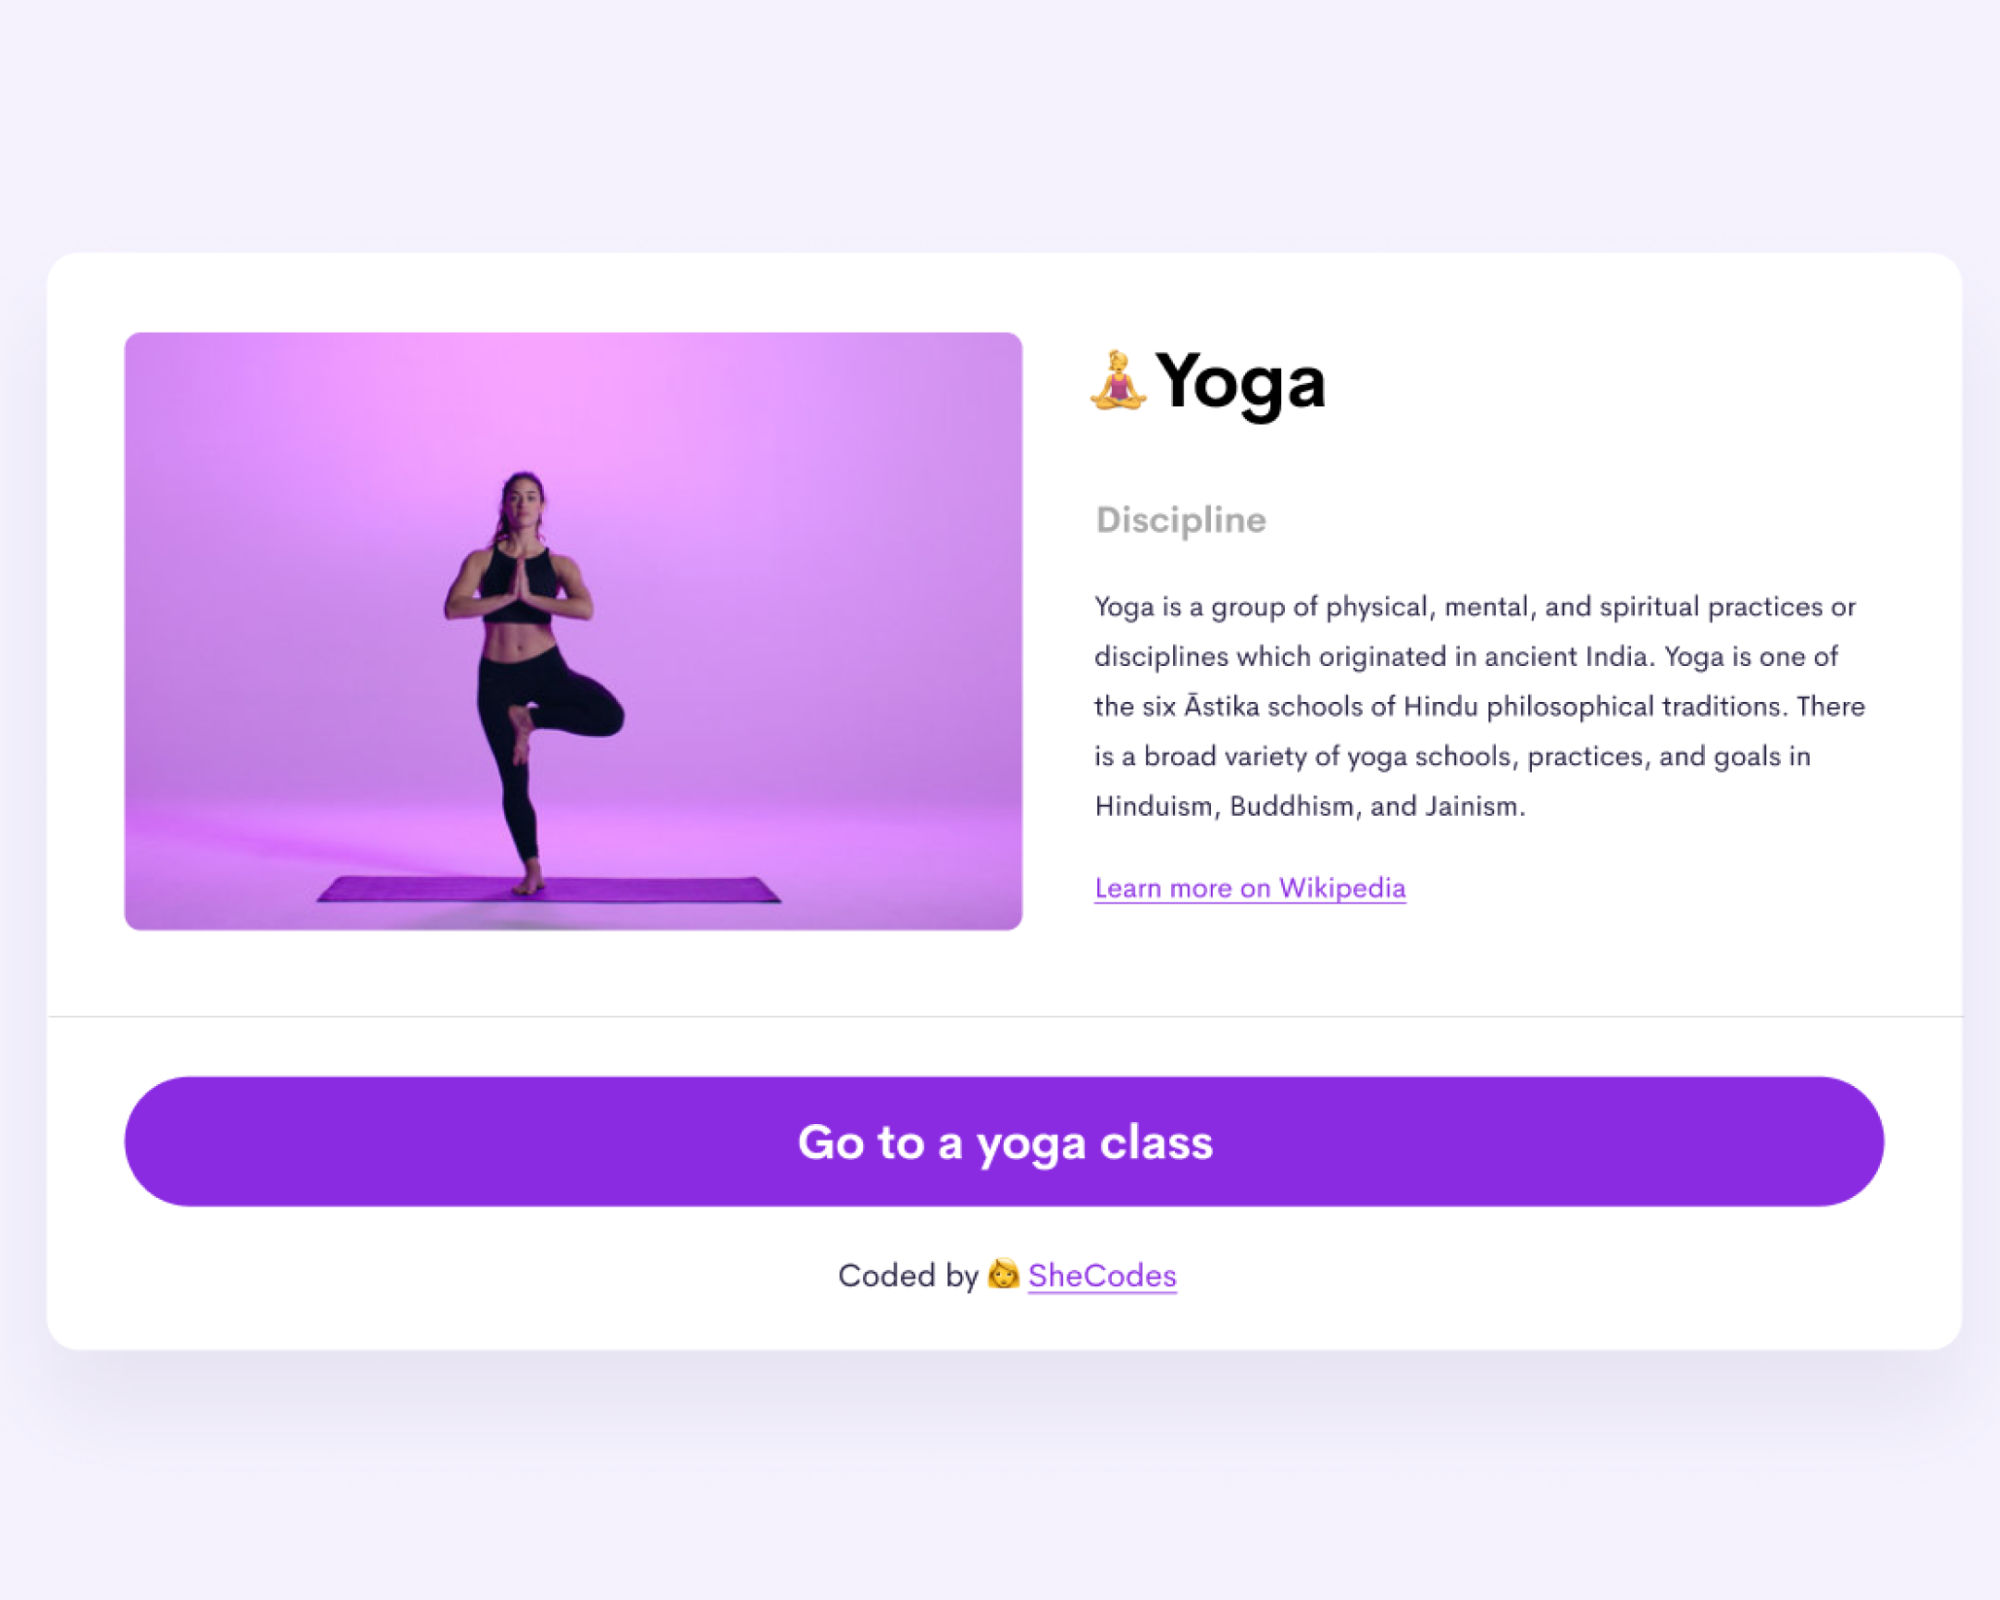 Yoga
Discipline
Yoga is a group of physical, mental, and spiritual practices or
disciplines which originated in ancient India. Yoga is one of
the six Āstika schools of Hindu philosophical traditions. There
is a broad variety of yoga schools, practices, and goals in
Hinduism, Buddhism, and Jainism.
Learn more on Wikipedia
Go to a yoga class
Coded by 👩 SheCodes